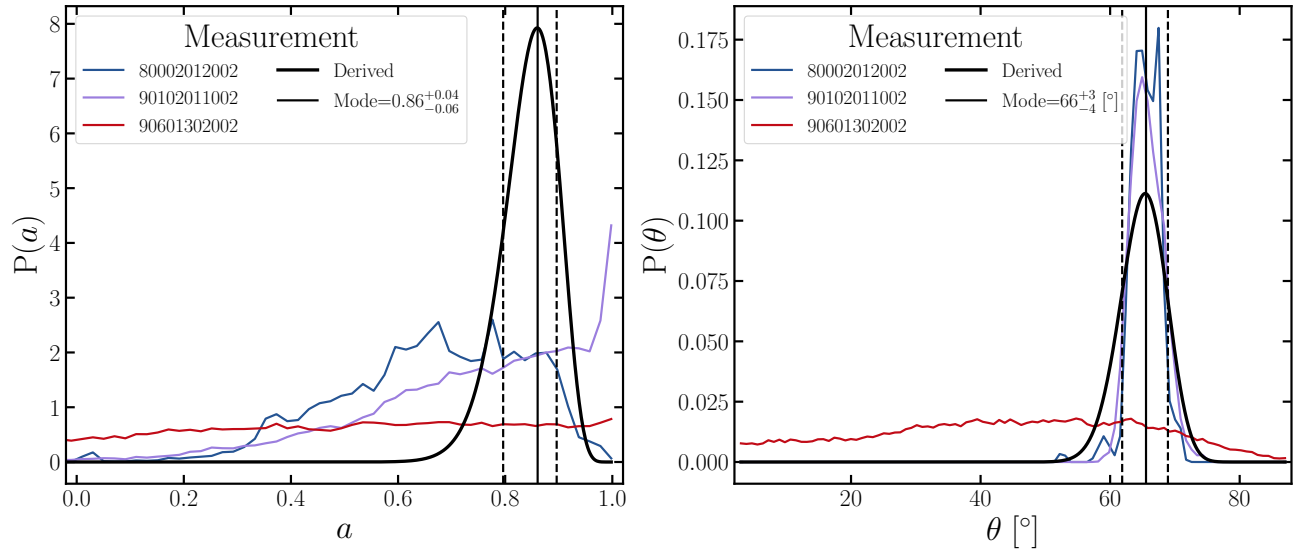 Measurement
80002012002
90102011002
90601302002
Derived
Mode=0.86^{+0.04}_{-0.06}
P(a)
8
7
6
5
4
3
2
1
0
0.0 0.2 0.4 0.6 0.8 1.0
a
Measurement
80002012002
90102011002
90601302002
Derived
Mode=66^{+3}_{-4} [°]
P(θ)
0.175
0.150
0.125
0.100
0.075
0.050
0.025
0.000
20 40 60 80
θ [°]